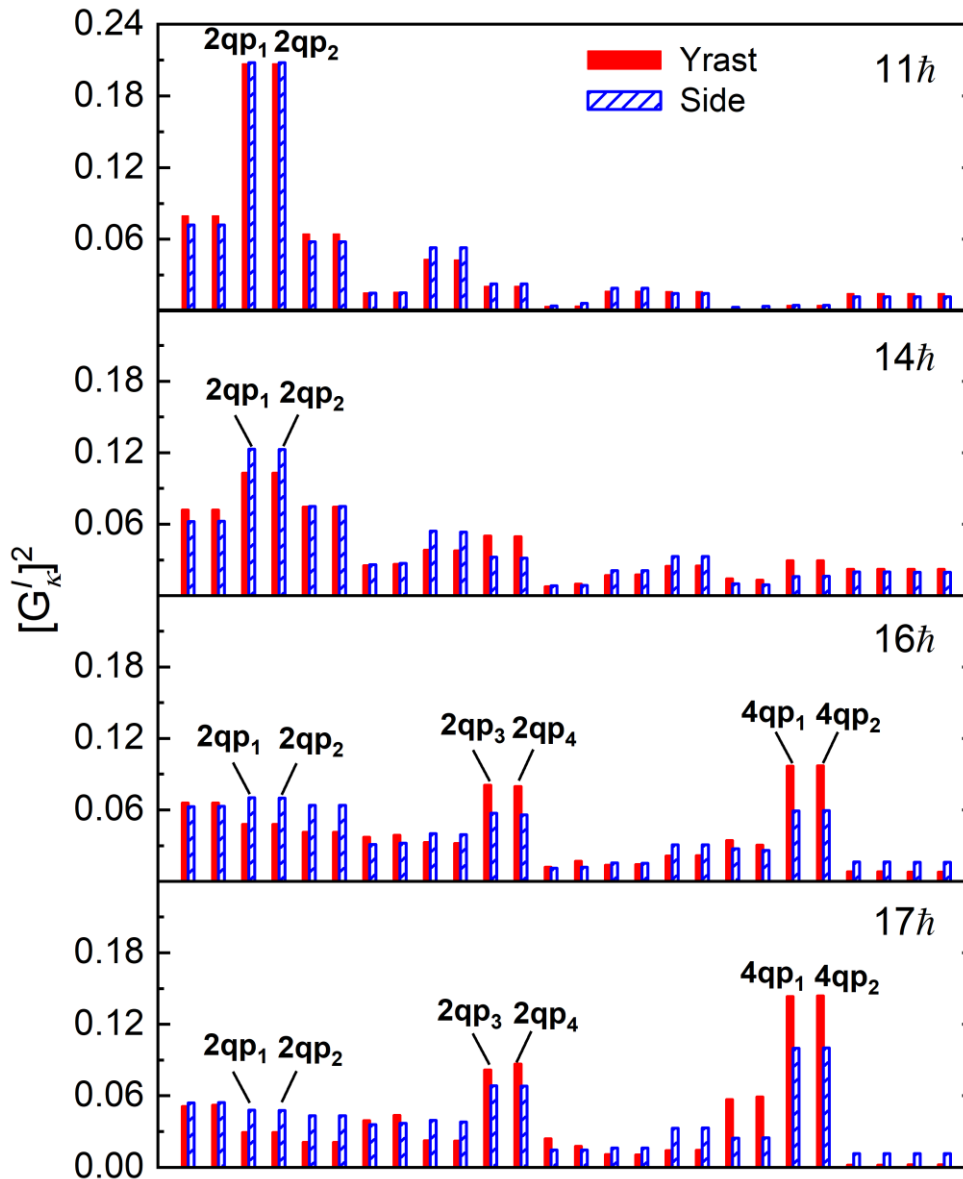 0.24
2qp₁ 2qp₂
Yrast
Side
11ℏ
0.18
0.12
0.06
14ℏ
0.18
2qp₁ 2qp₂
0.12
0.06
[G_κ^I]²
16ℏ
0.18
0.12
2qp₁ 2qp₂
2qp₃ 2qp₄
4qp₁ 4qp₂
0.06
17ℏ
0.18
0.12
2qp₁ 2qp₂
2qp₃ 2qp₄
4qp₁ 4qp₂
0.06
0.00